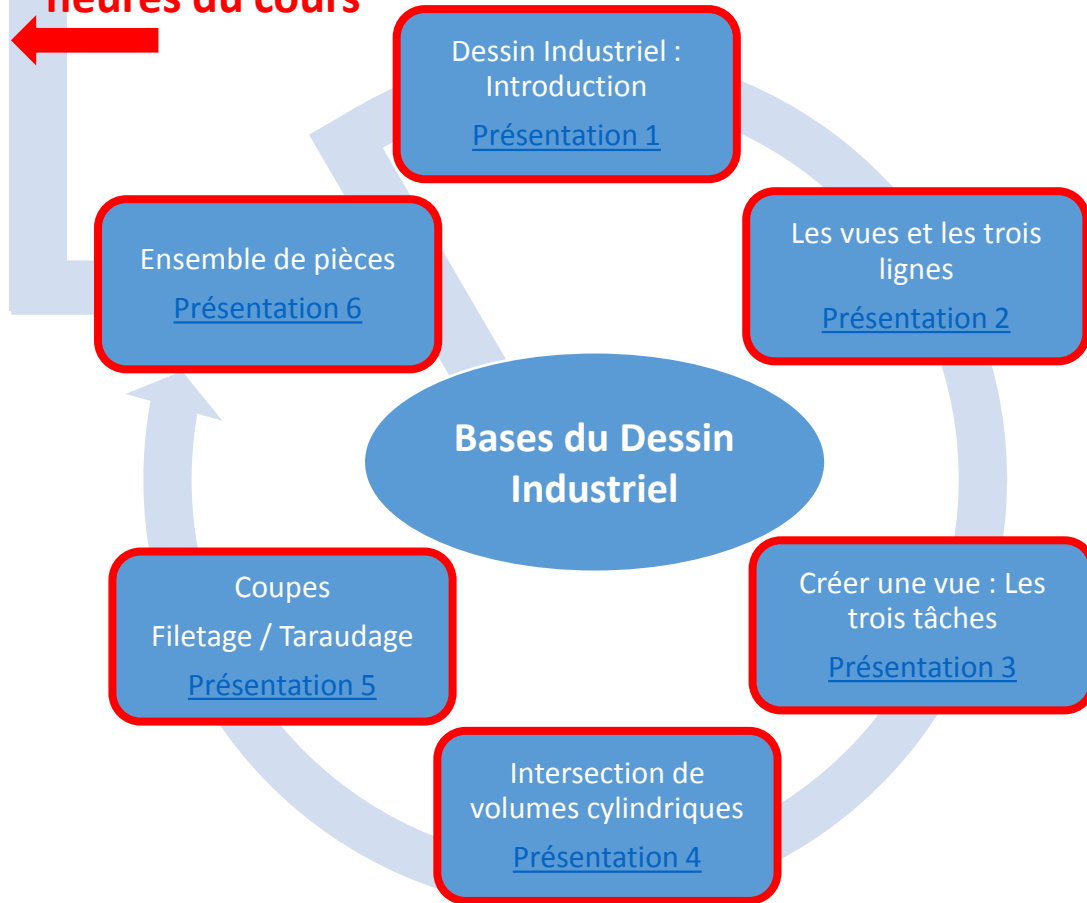 heures du cours
Dessin Industriel :
Introduction
Présentation 1
Les vues et les trois
lignes
Présentation 2
Ensemble de pièces
Présentation 6
Bases du Dessin
Industriel
Créer une vue : Les
trois tâches
Présentation 3
Coupes
Filetage / Taraudage
Présentation 5
Intersection de
volumes cylindriques
Présentation 4